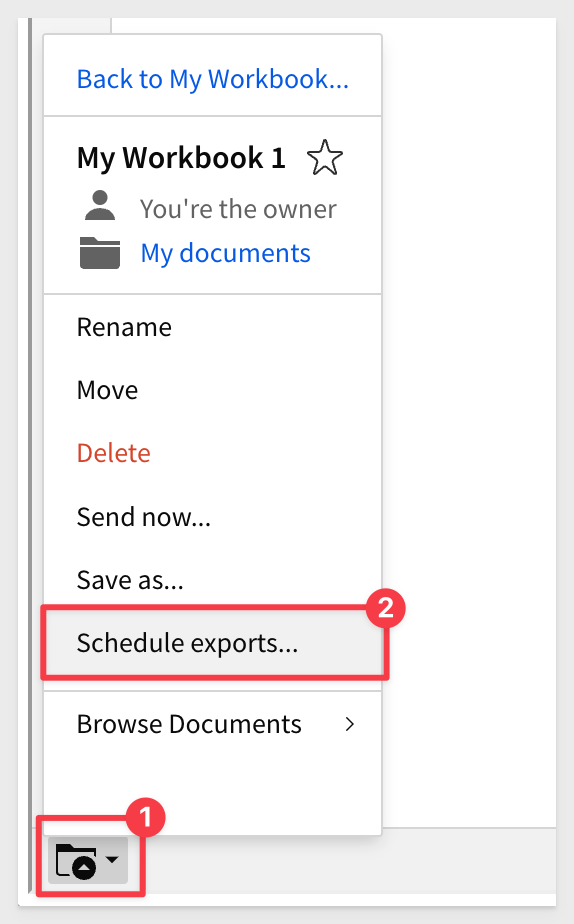 Back to My Workbook...
My Workbook 1
You're the owner
My documents
Rename
Move
Delete
Send now...
Save as...
2
Schedule exports...
Browse Documents
1